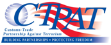 C-TPAT
Customs-Trade
Partnership Against Terrorism
BUILDING PARTNERSHIPS • PROTECTING FREEDOM